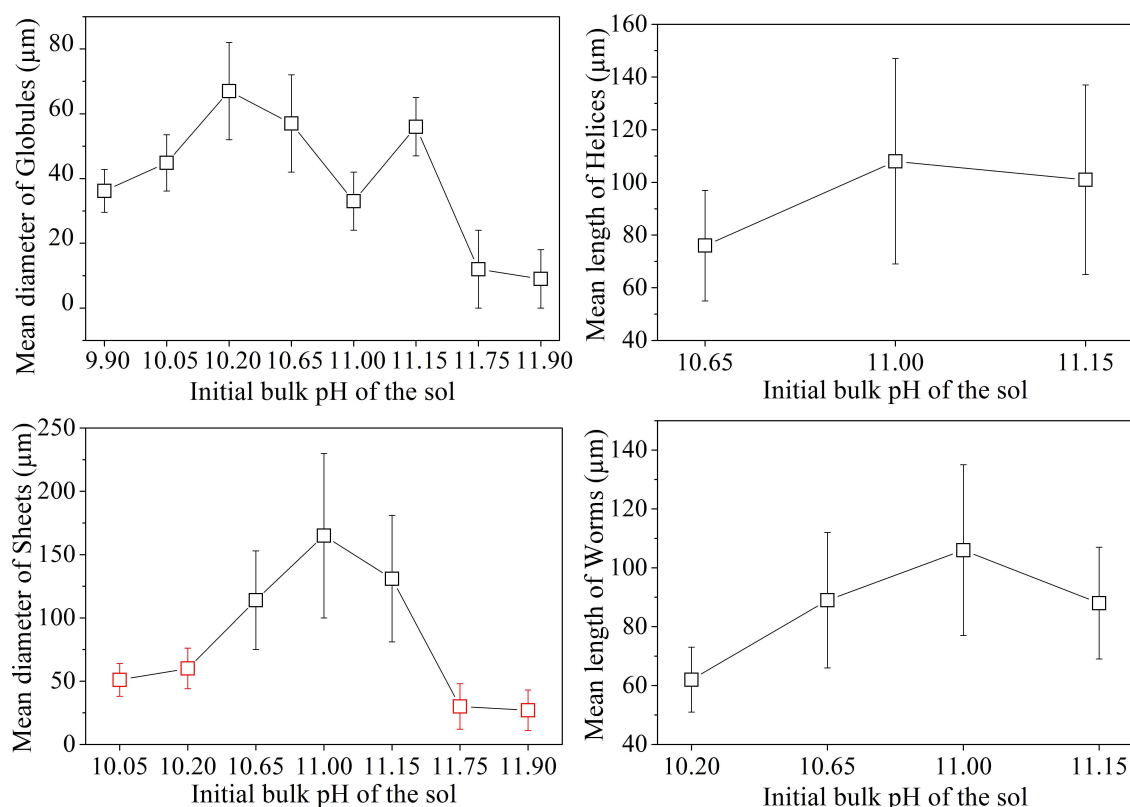 Mean diameter of Globules (µm)
80
60
40
20
0
9.90 10.05 10.20 10.65 11.00 11.15 11.75 11.90
Initial bulk pH of the sol
Mean length of Helices (µm)
160
140
120
100
80
60
40
10.65 11.00 11.15
Initial bulk pH of the sol
Mean diameter of Sheets (µm)
250
200
150
100
50
0
10.05 10.20 10.65 11.00 11.15 11.75 11.90
Initial bulk pH of the sol
Mean length of Worms (µm)
140
120
100
80
60
40
10.20 10.65 11.00 11.15
Initial bulk pH of the sol